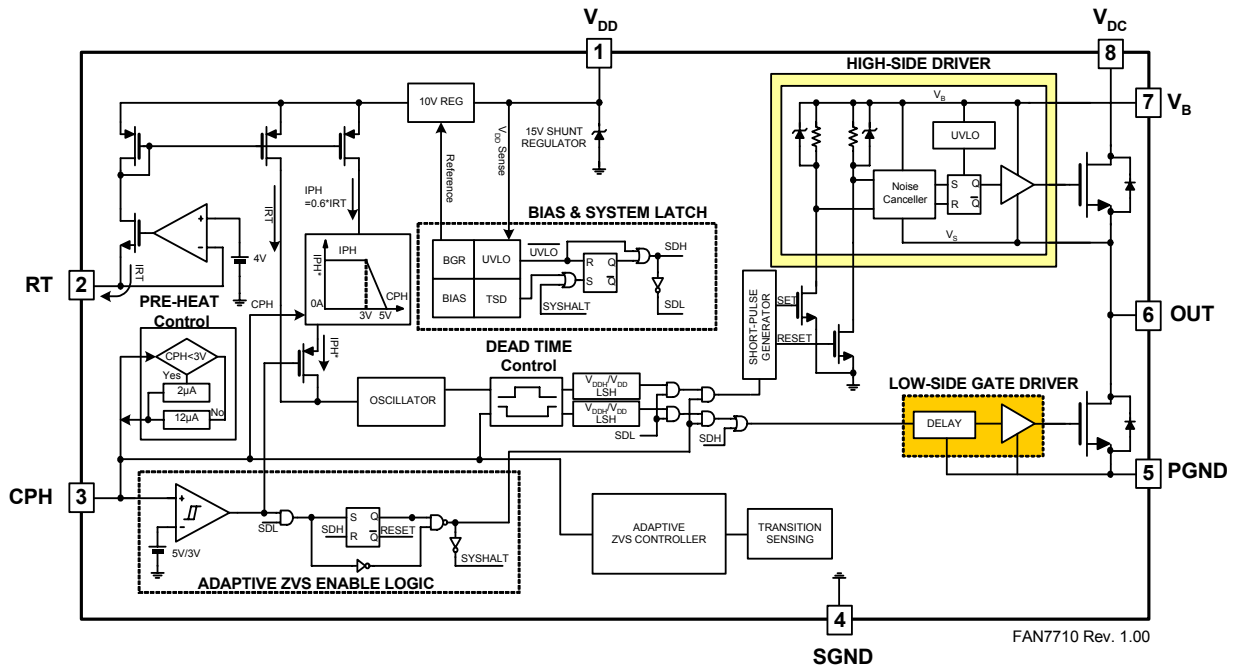 VDD
VDC
1
8
HIGH-SIDE DRIVER
10V REG
VB
7
VB
UVLO
15V SHUNT
REGULATOR
VDD Sense
Reference
IPH
=0.6*IRT
Noise
Canceller
S
Q
R
Q
VS
IRT
BIAS & SYSTEM LATCH
4V
IPH*
IPH
0A
CPH
3V
5V
BGR
UVLO
BIAS
TSD
UVLO
R
Q
S
Q
SDH
SYSHALT
SDL
RT
2
IRT
PRE-HEAT
Control
CPH
CPH<3V
Yes
2µA
12µA
No
IPH*
SHORT-PULSE
GENERATOR
SET
RESET
6
OUT
DEAD TIME
Control
OSCILLATOR
VDDH/VDD
LSH
VDDH/VDD
LSH
SDL
SDH
LOW-SIDE GATE DRIVER
DELAY
5
PGND
CPH
3
+
-
5V/3V
SDL
S
Q
SDH
R
Q
RESET
SYSHALT
ADAPTIVE ZVS ENABLE LOGIC
ADAPTIVE
ZVS CONTROLLER
TRANSITION
SENSING
4
SGND
FAN7710 Rev. 1.00